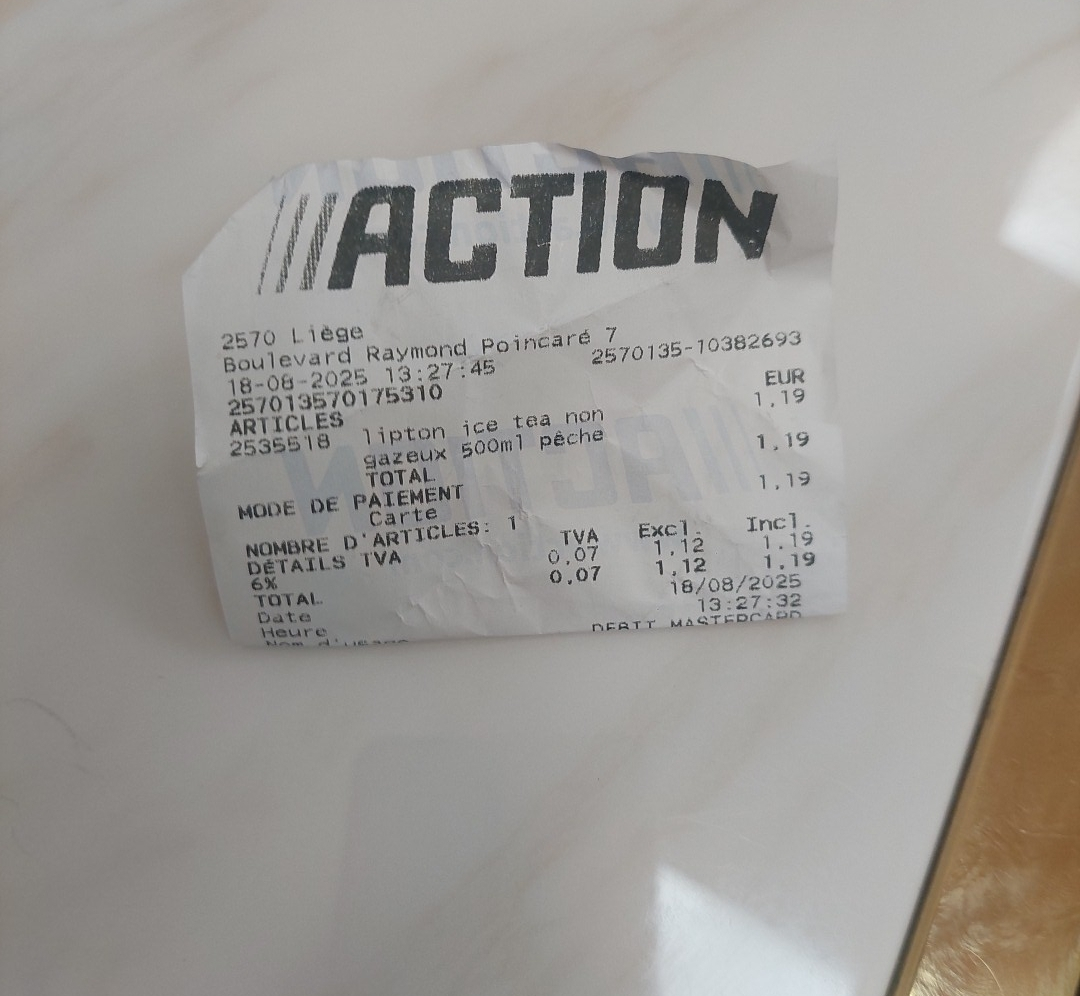 ACTION
2570 Liège
Boulevard Raymond Poincaré 7
18-08-2025 13:27:45 2570135-10382693
257013570175310
ARTICLES EUR
2535518 lipton ice tea non 1,19
gazeux 500ml pêche
TOTAL 1,19
MODE DE PAIEMENT
Carte 1,19
NOMBRE D'ARTICLES: 1
DÉTAILS TVA TVA Excl. Incl.
6% 0,07 1,12 1,19
TOTAL 0,07 1,12 1,19
Date 18/08/2025
Heure 13:27:32
Nom d'usage DEBIT MASTERCARD